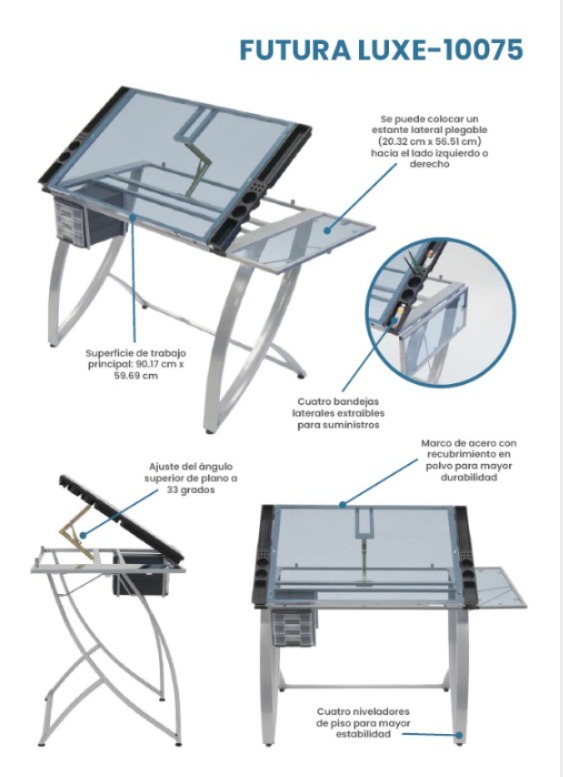 FUTURA LUXE-10075
Se puede colocar un
estante lateral plegable
(20.32 cm x 56.51 cm)
hacia el lado izquierdo o
derecho
Superficie de trabajo
principal: 90.17 cm x
59.69 cm
Cuatro bandejas
laterales extraíbles
para suministros
Marco de acero con
recubrimiento en
polvo para mayor
durabilidad
Ajuste del ángulo
superior de plano a
33 grados
Cuatro niveladores
de piso para mayor
estabilidad